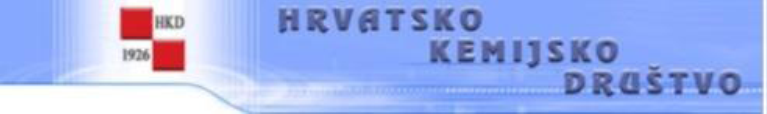 HKD
1926
HRVATSKO
KEMIJSKO
DRUŠTVO